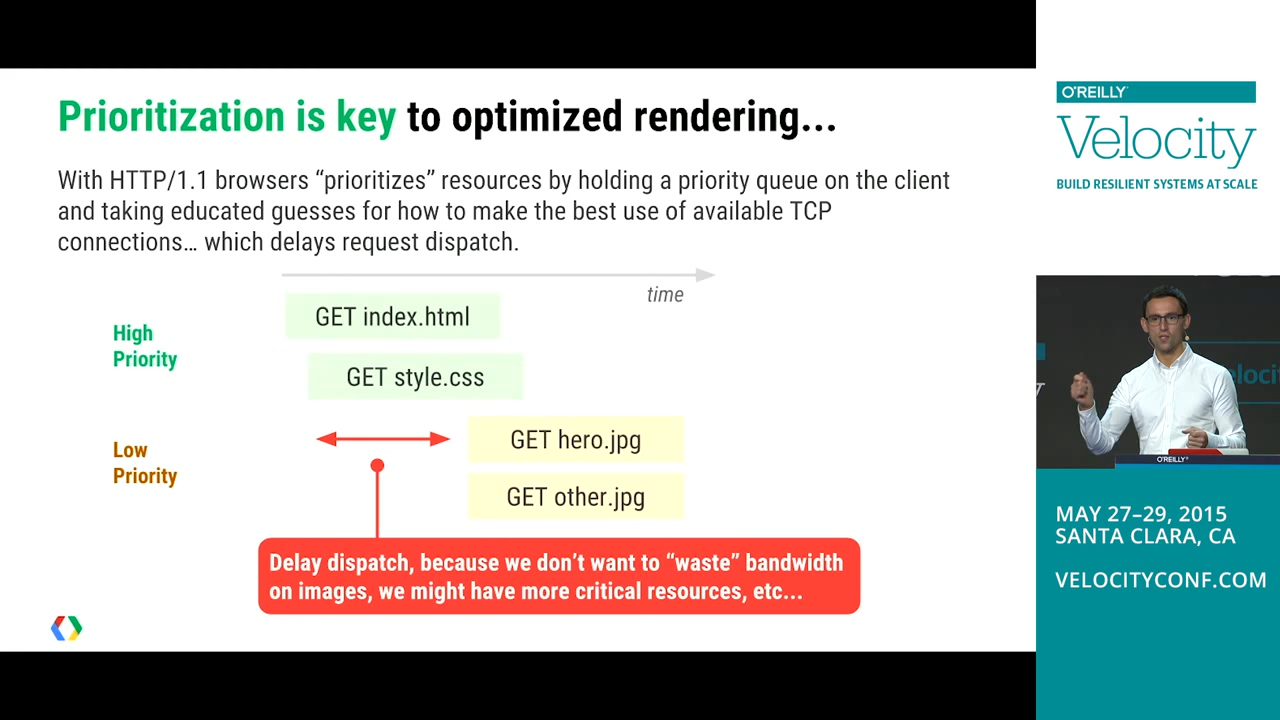 Prioritization is key to optimized rendering...
With HTTP/1.1 browsers “prioritizes” resources by holding a priority queue on the client
and taking educated guesses for how to make the best use of available TCP
connections... which delays request dispatch.
time
GET index.html
High
Priority
GET style.css
GET hero.jpg
Low
Priority
GET other.jpg
Delay dispatch, because we don’t want to “waste” bandwidth
on images, we might have more critical resources, etc...
O'REILLY®
Velocity
BUILD RESILIENT SYSTEMS AT SCALE
O'REILLY®
MAY 27–29, 2015
SANTA CLARA, CA
VELOCITYCONF.COM